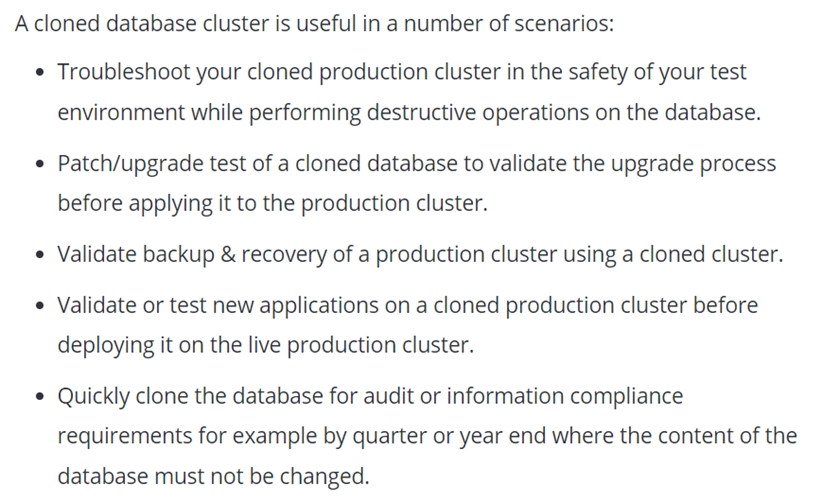 A cloned database cluster is useful in a number of scenarios:
• Troubleshoot your cloned production cluster in the safety of your test
environment while performing destructive operations on the database.
• Patch/upgrade test of a cloned database to validate the upgrade process
before applying it to the production cluster.
• Validate backup & recovery of a production cluster using a cloned cluster.
• Validate or test new applications on a cloned production cluster before
deploying it on the live production cluster.
• Quickly clone the database for audit or information compliance
requirements for example by quarter or year end where the content of the
database must not be changed.